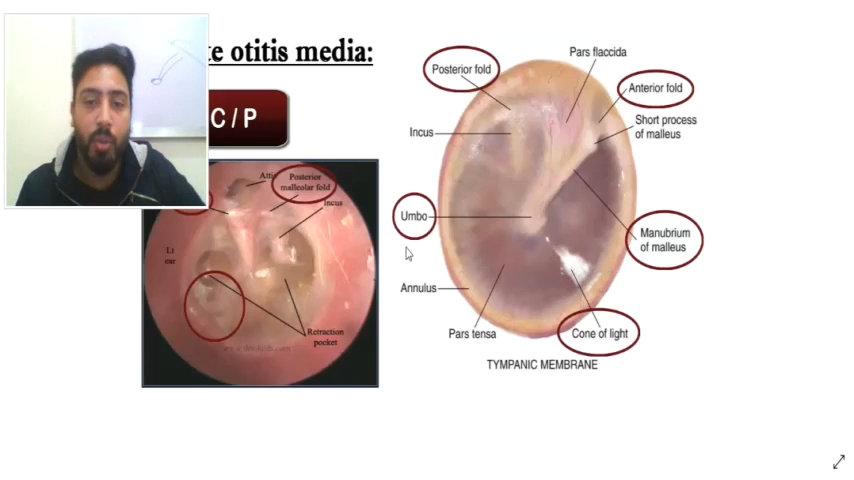 te otitis media:
C / P
Posterior fold
Pars flaccida
Anterior fold
Short process
of malleus
Incus
Umbo
Manubrium
of malleus
Annulus
Pars tensa
Cone of light
TYMPANIC MEMBRANE
Posterior
malleolar fold
Incus
Lt
ear
Retraction
pocket